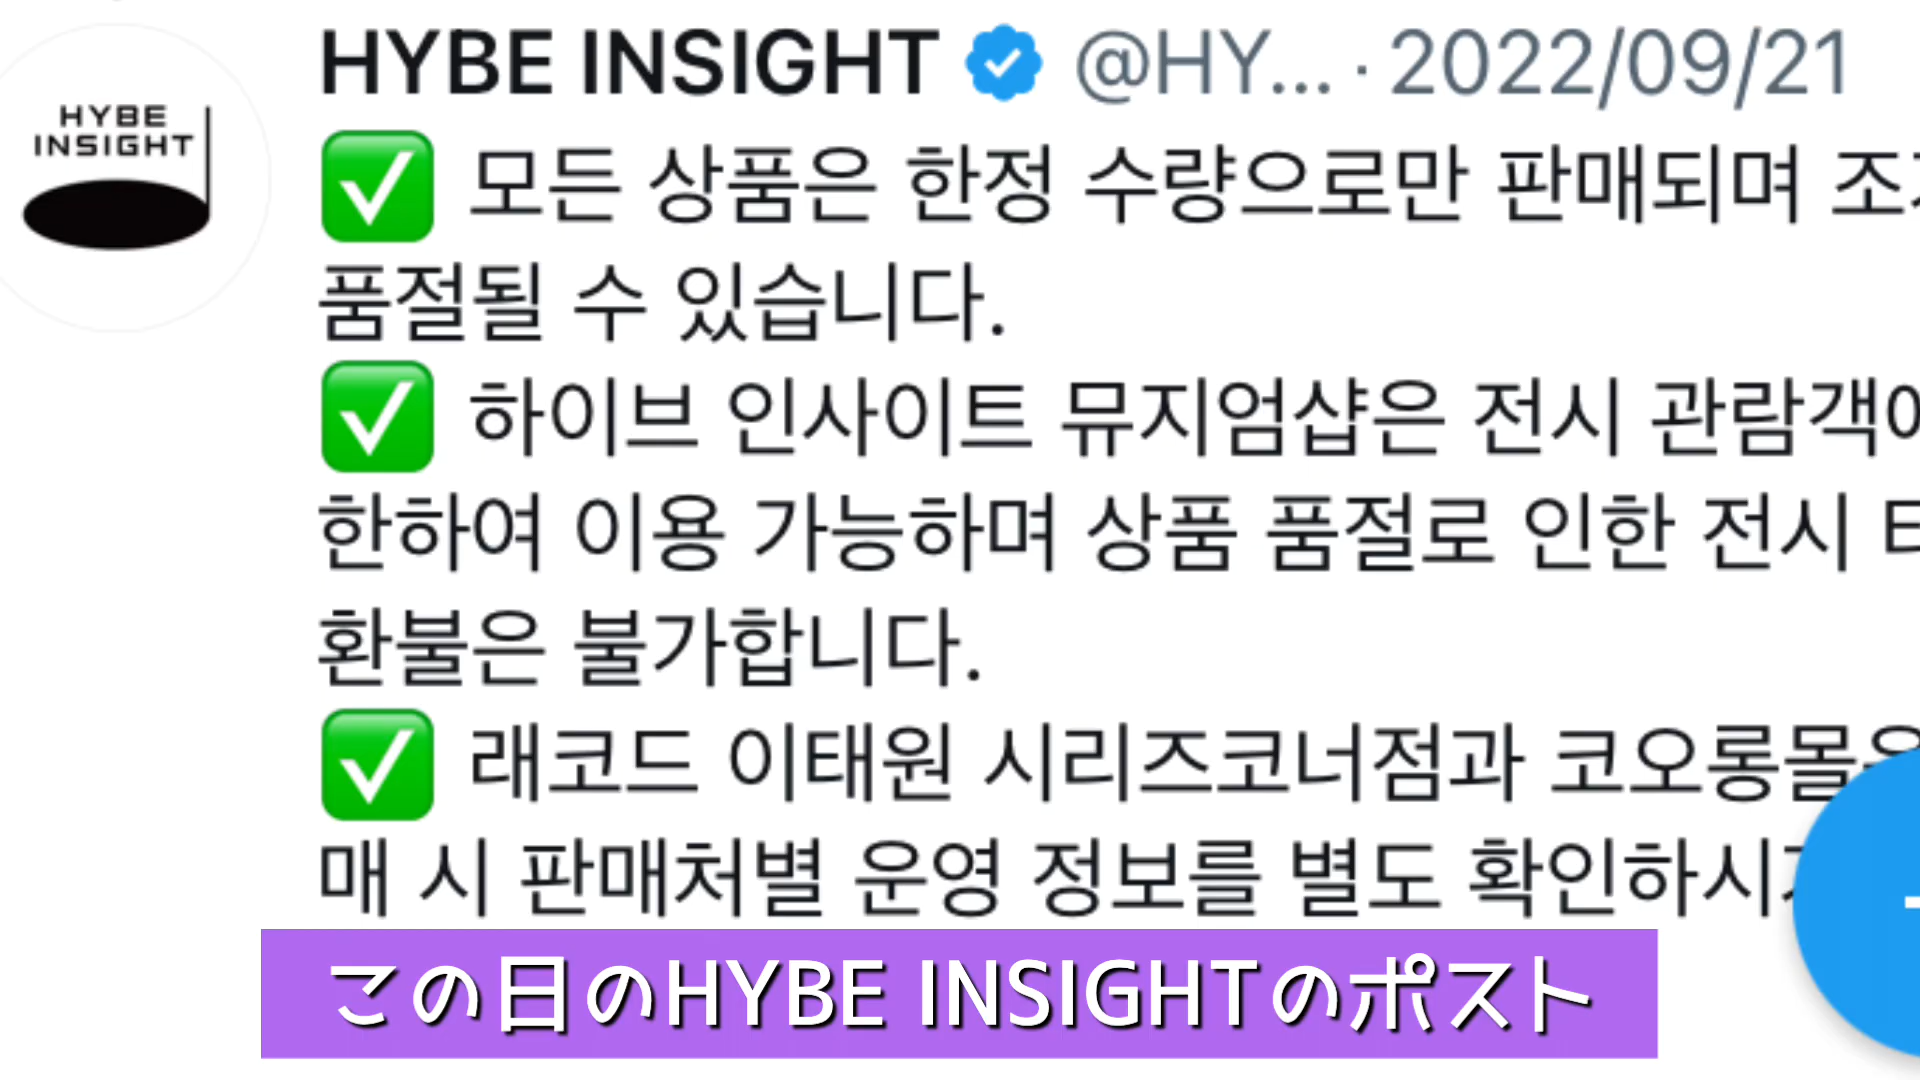 HYBE INSIGHT @HY... · 2022/09/21
HYBE
INSIGHT
✅ 모든 상품은 한정 수량으로만 판매되며
품절될 수 있습니다.
✅ 하이브 인사이트 뮤지엄샵은 전시 관람객에
한하여 이용 가능하며 상품 품절로 인한 전시
환불은 불가합니다.
✅ 래코드 이태원 시리즈코너점과 코오롱몰
매 시 판매처별 운영 정보를 별도 확인하시
この日のHYBE INSIGHTのポスト